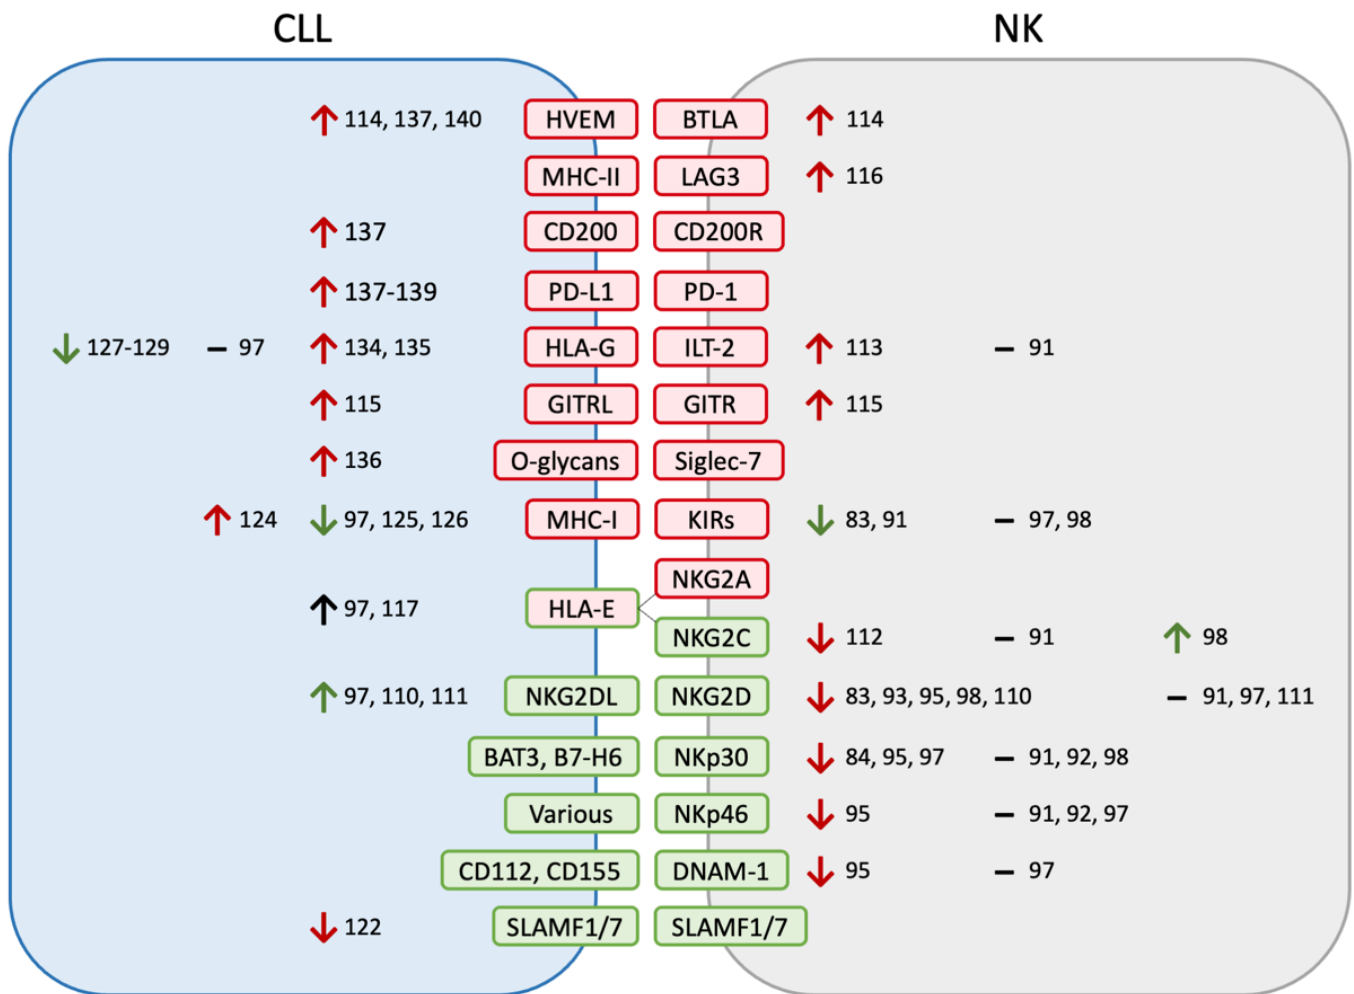 CLL NK
↑ 114, 137, 140 HVEM BTLA ↑ 114
MHC-II LAG3 ↑ 116
↑ 137 CD200 CD200R
↑ 137-139 PD-L1 PD-1
↓ 127-129 – 97 ↑ 134, 135 HLA-G ILT-2 ↑ 113 – 91
↑ 115 GITRL GITR ↑ 115
↑ 136 O-glycans Siglec-7
↑ 124 ↓ 97, 125, 126 MHC-I KIRs ↓ 83, 91 – 97, 98
NKG2A
↑ 97, 117 HLA-E
NKG2C ↓ 112 – 91 ↑ 98
↑ 97, 110, 111 NKG2DL NKG2D ↓ 83, 93, 95, 98, 110 – 91, 97, 111
BAT3, B7-H6 NKp30 ↓ 84, 95, 97 – 91, 92, 98
Various NKp46 ↓ 95 – 91, 92, 97
CD112, CD155 DNAM-1 ↓ 95 – 97
↓ 122 SLAMF1/7 SLAMF1/7